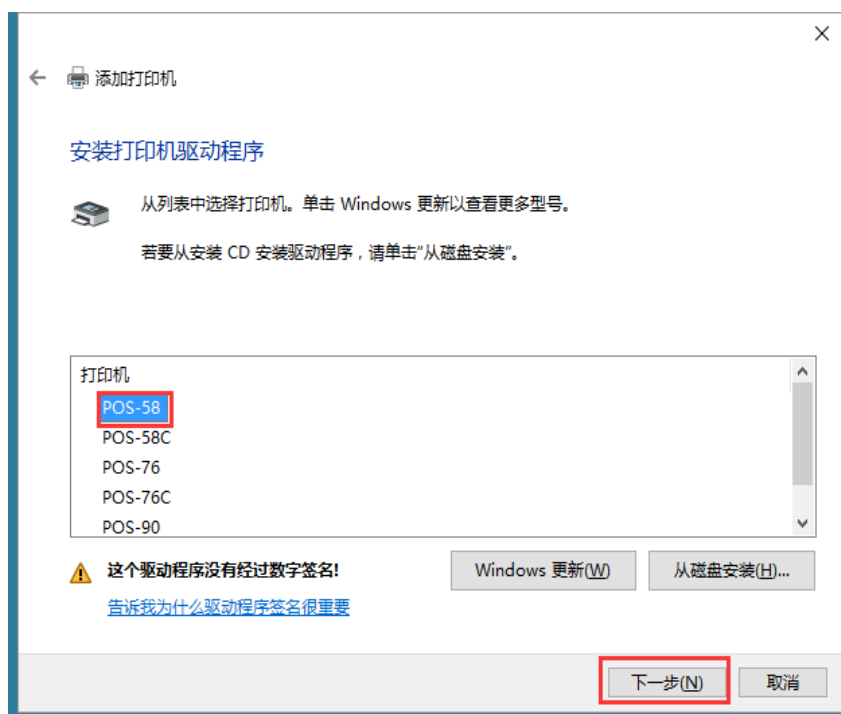 添加打印机
安装打印机驱动程序
从列表中选择打印机。单击 Windows 更新以查看更多型号。
若要从安装 CD 安装驱动程序，请单击“从磁盘安装”。
打印机
POS-58
POS-58C
POS-76
POS-76C
POS-90
这个驱动程序没有经过数字签名!
Windows 更新(W)
从磁盘安装(H)...
告诉我为什么驱动程序签名很重要
下一步(N)
取消